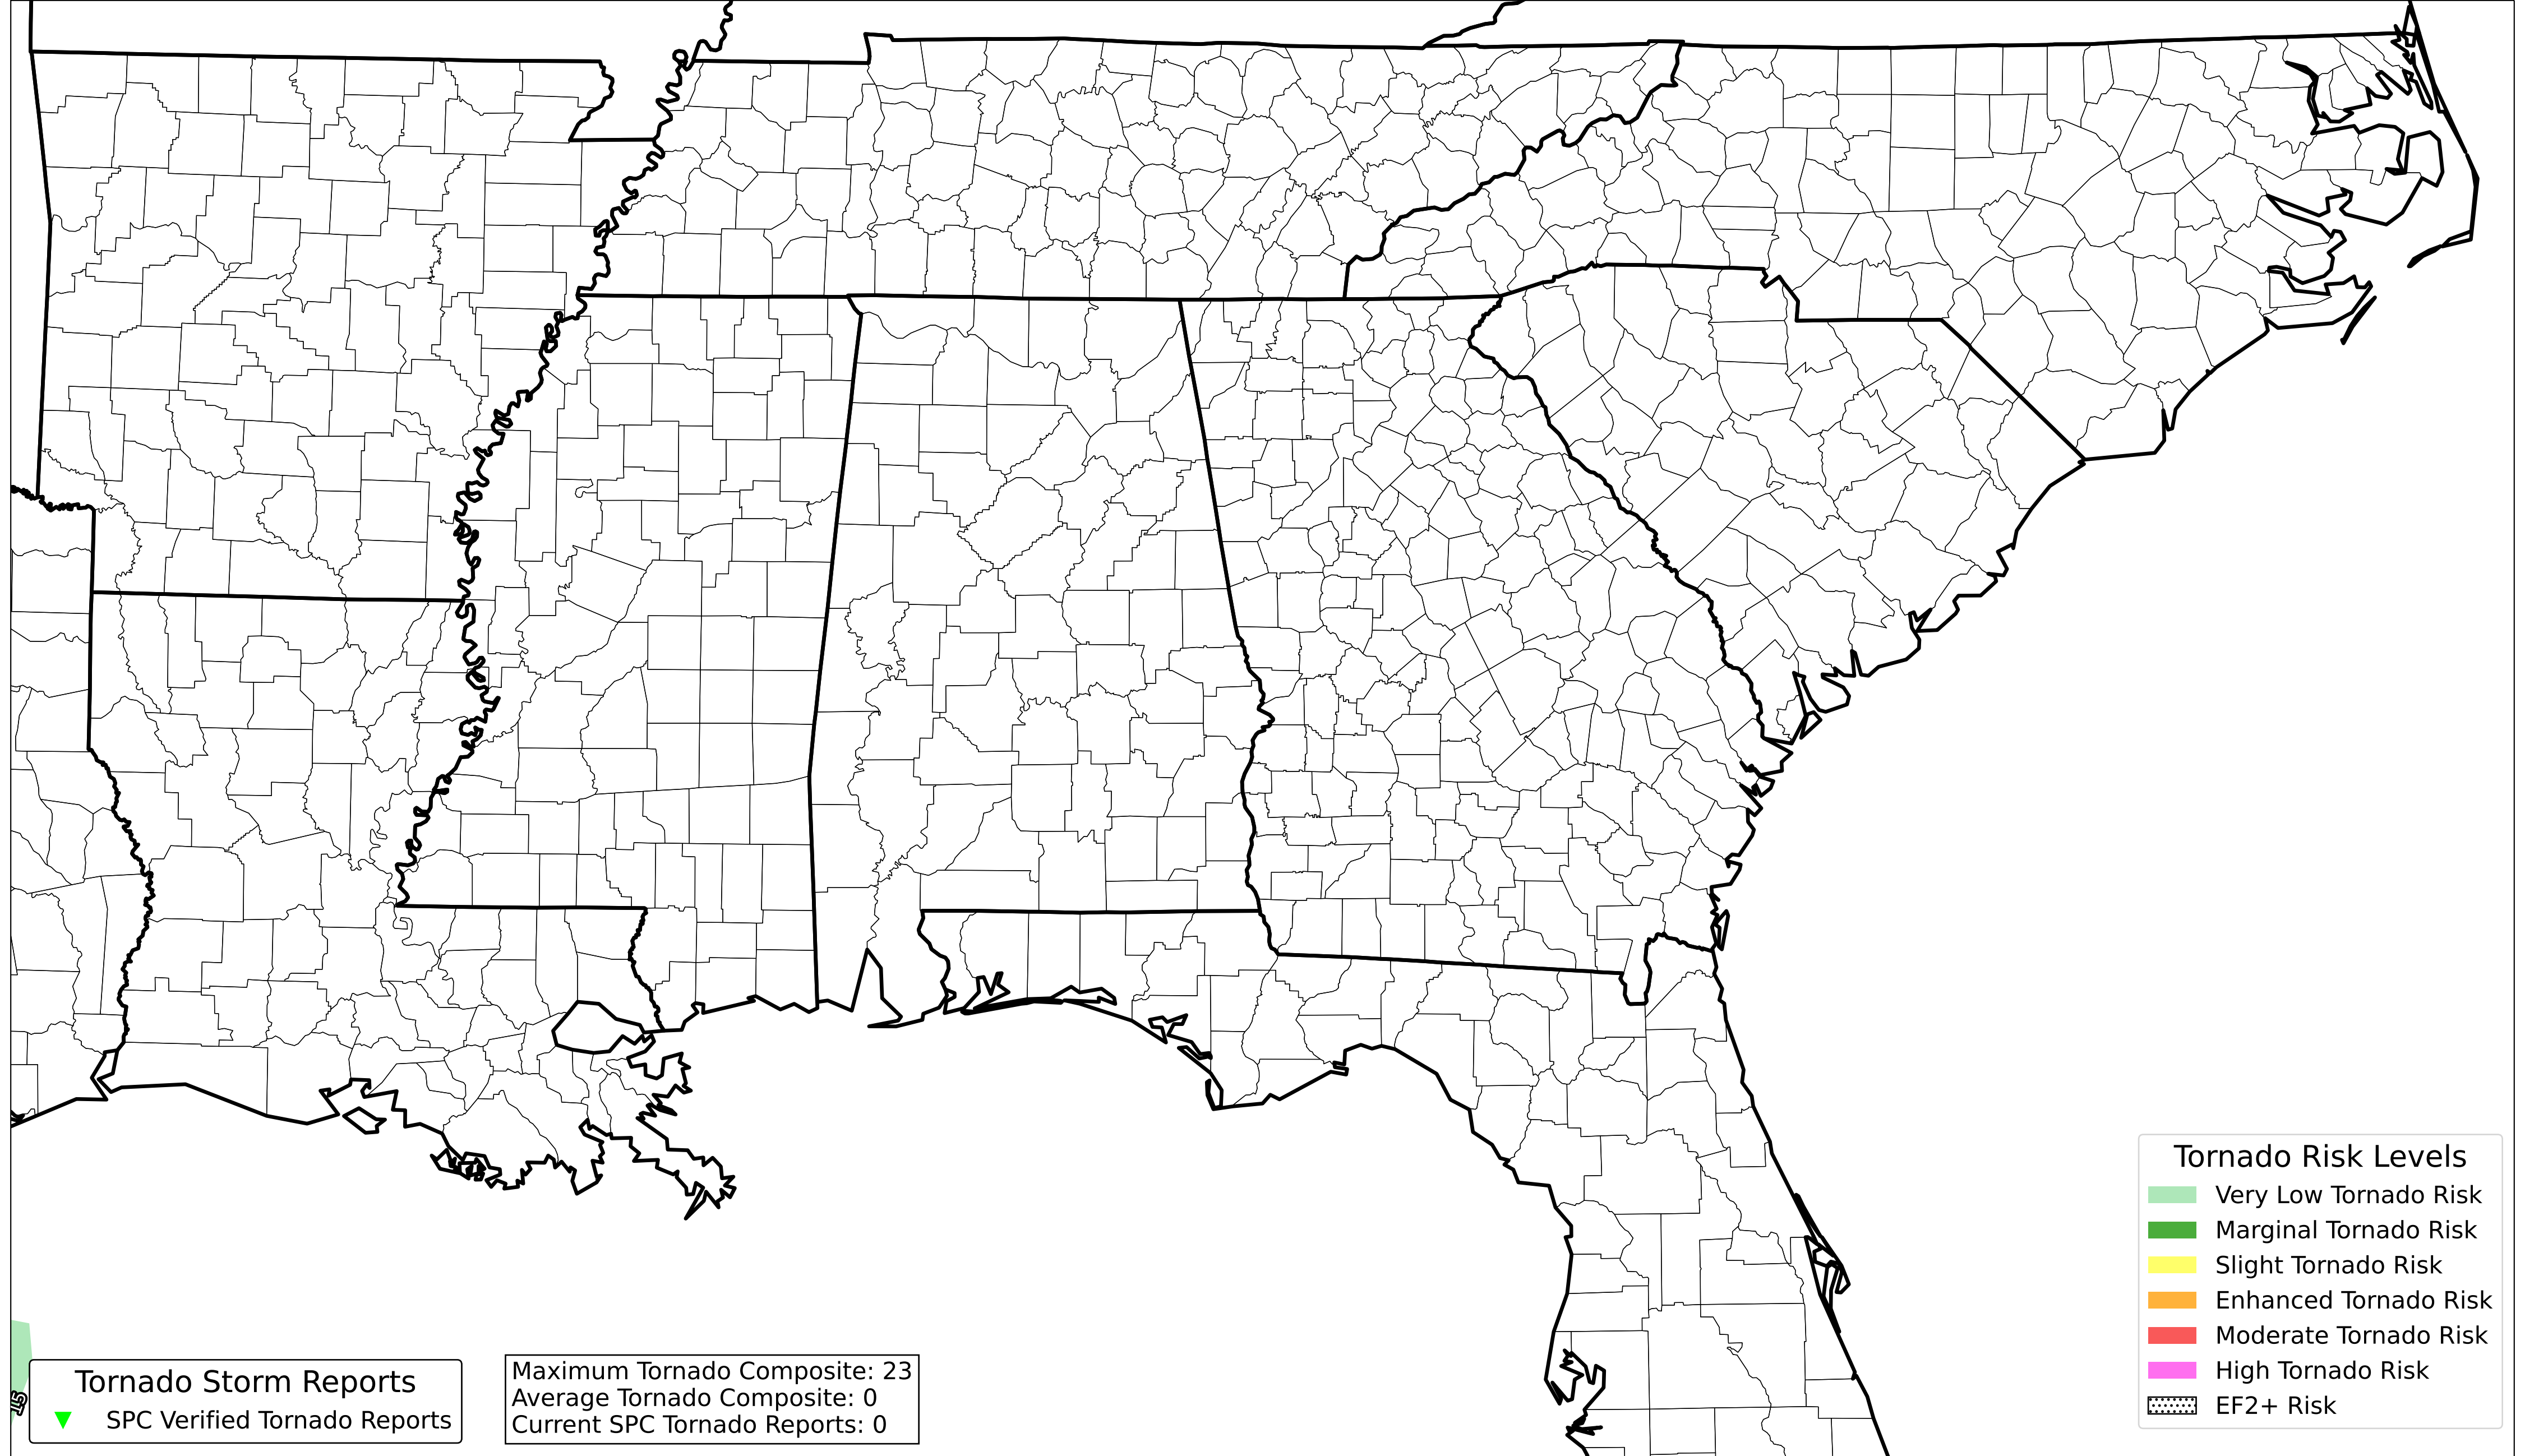 15
Tornado Storm Reports
SPC Verified Tornado Reports
Maximum Tornado Composite: 23
Average Tornado Composite: 0
Current SPC Tornado Reports: 0
Tornado Risk Levels
Very Low Tornado Risk
Marginal Tornado Risk
Slight Tornado Risk
Enhanced Tornado Risk
Moderate Tornado Risk
High Tornado Risk
EF2+ Risk